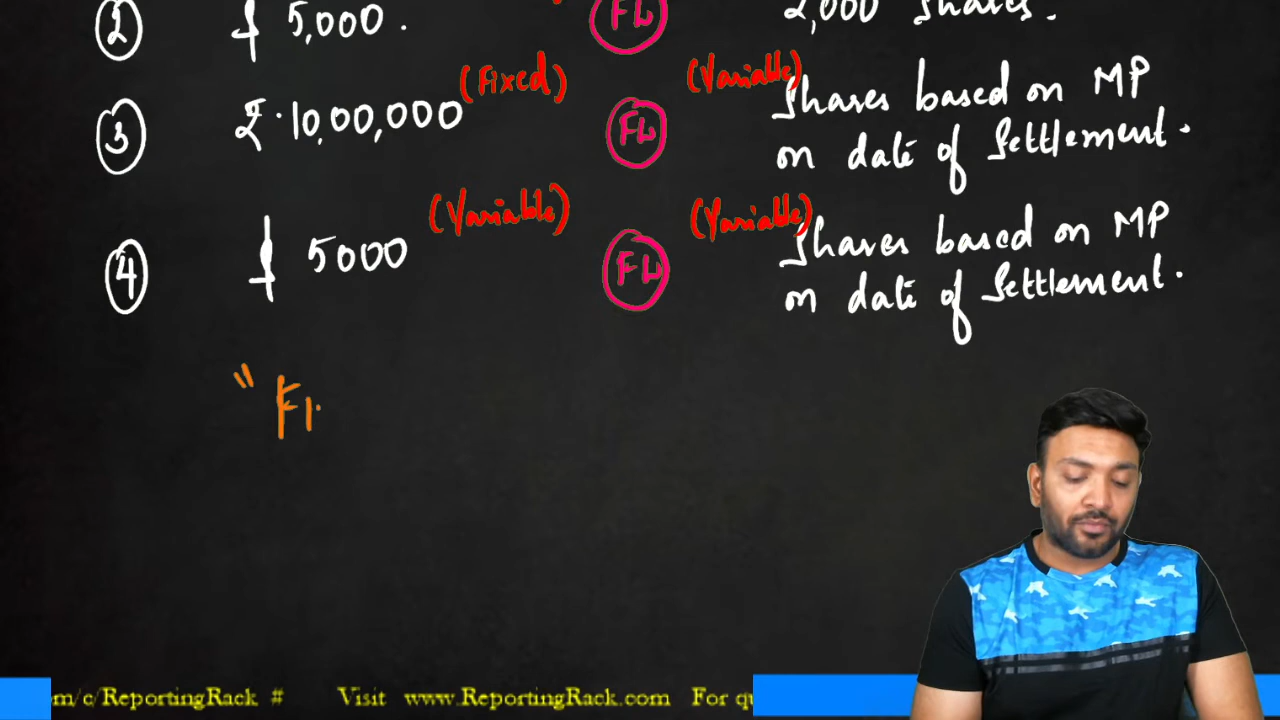 2 $ 5,000. FL 2,000 Shares.
(Fixed) (Variable)
3 ₹.10,00,000 FL Shares based on MP
on date of Settlement.
(Variable) (Variable)
4 $ 5000 FL Shares based on MP
on date of Settlement.
" Fi
om/c/ReportingRack # Visit www.ReportingRack.com For qu